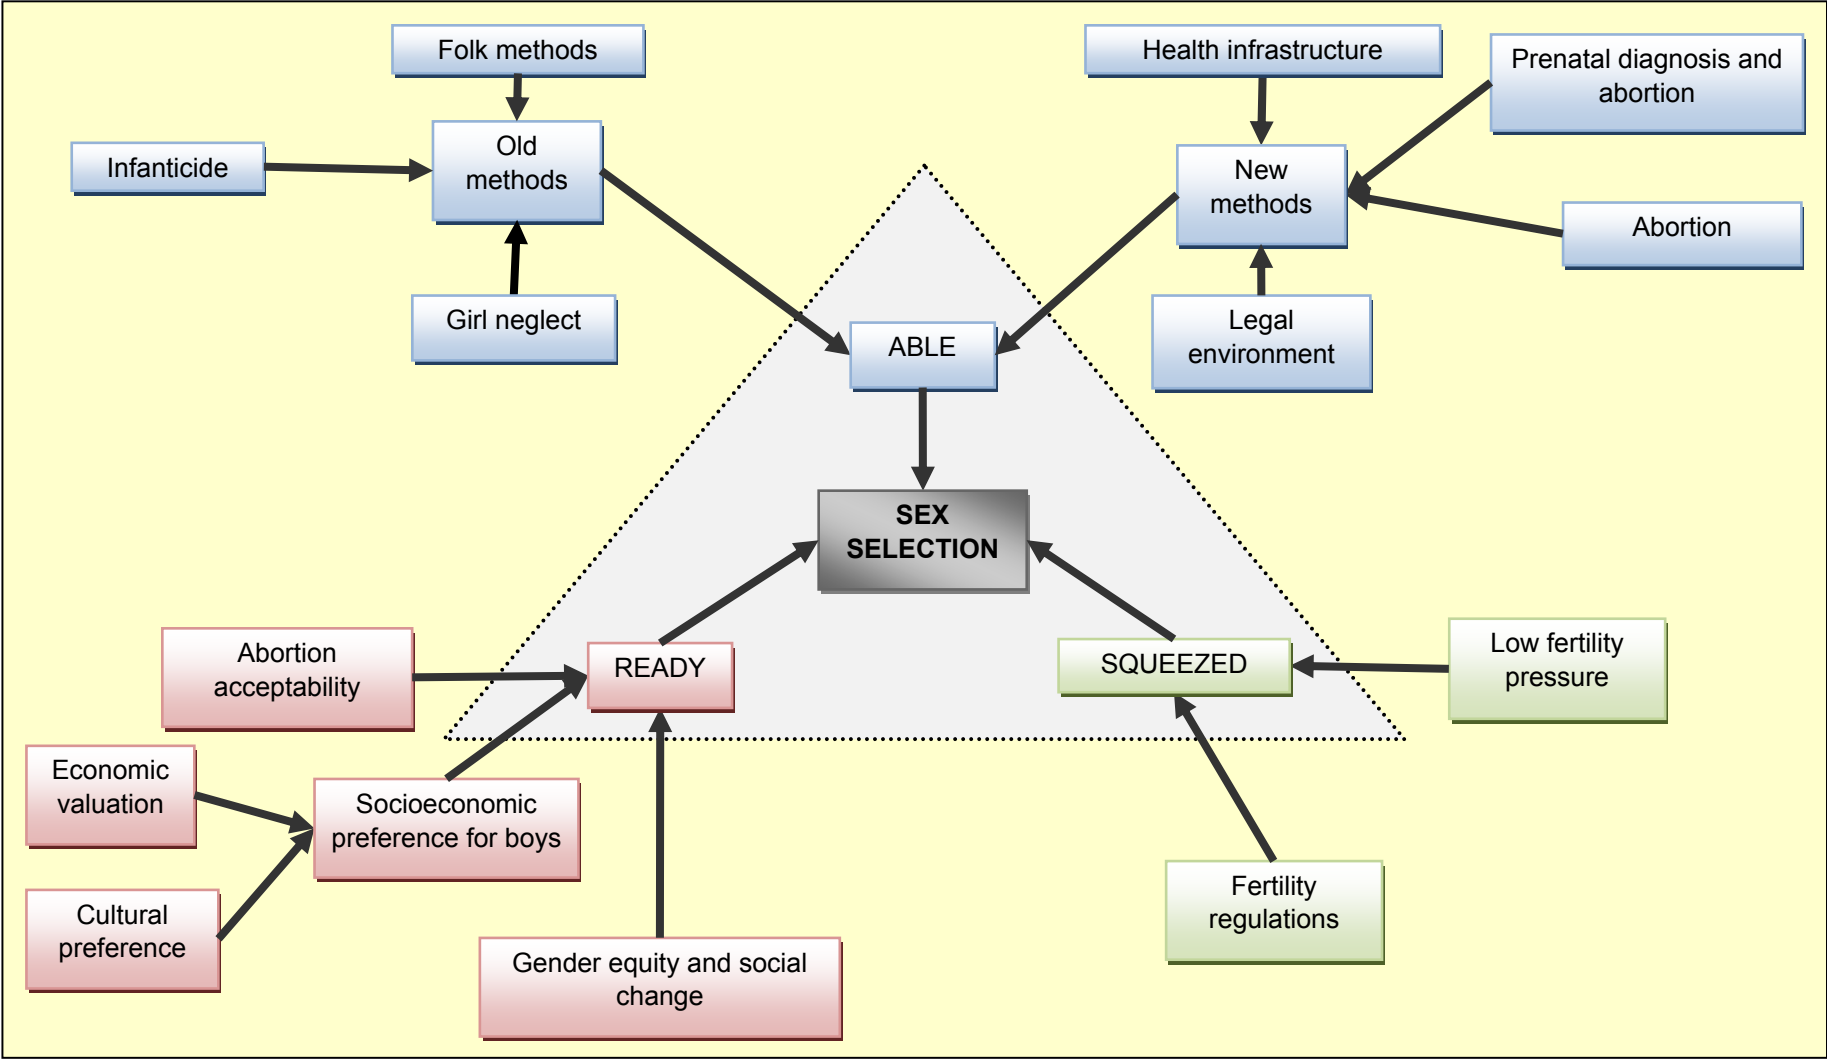 Folk methods
Health infrastructure
Prenatal diagnosis and
abortion
Infanticide
Old
methods
New
methods
Abortion
Girl neglect
Legal
environment
ABLE
SEX
SELECTION
Abortion
acceptability
READY
SQUEEZED
Low fertility
pressure
Economic
valuation
Socioeconomic
preference for boys
Cultural
preference
Fertility
regulations
Gender equity and social
change